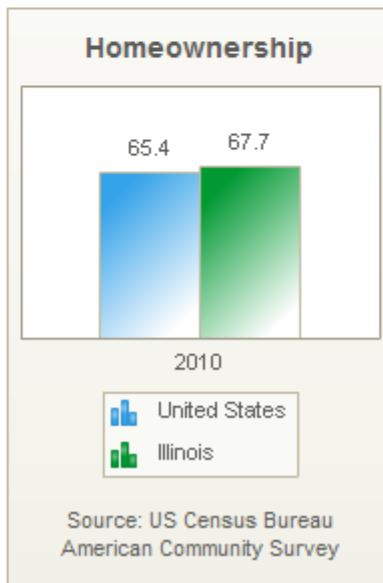 Homeownership
65.4
67.7
2010
United States
Illinois
Source: US Census Bureau
American Community Survey